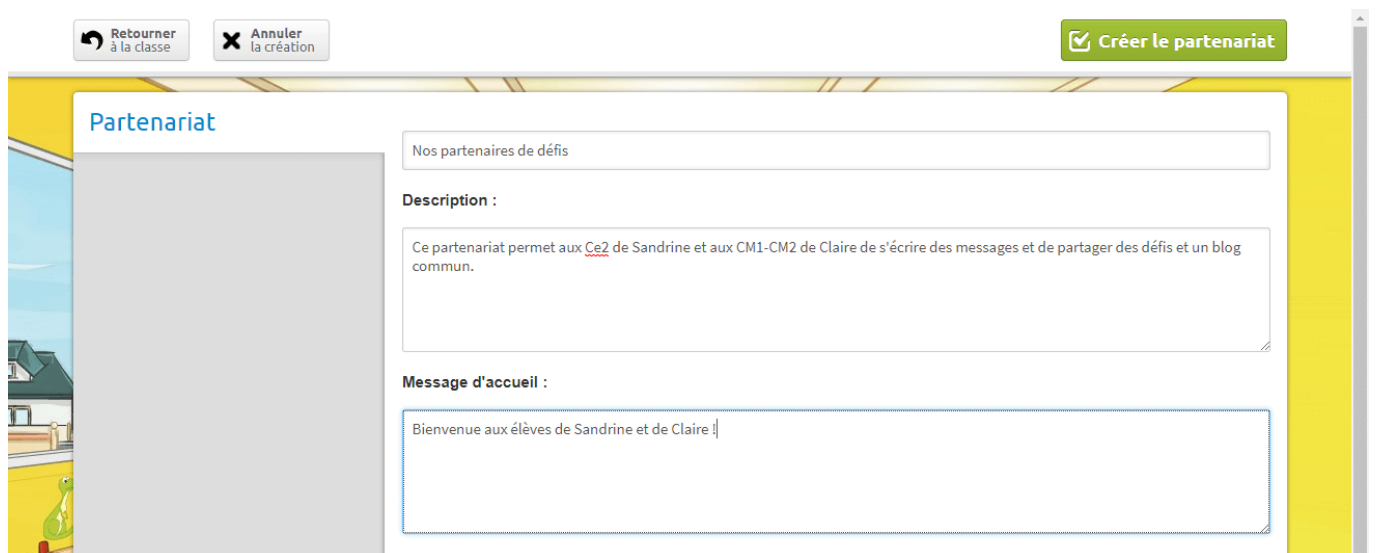 Retourner
à la classe
Annuler
la création
Créer le partenariat
Partenariat
Nos partenaires de défis
Description :
Ce partenariat permet aux Ce2 de Sandrine et aux CM1-CM2 de Claire de s'écrire des messages et de partager des défis et un blog
commun.
Message d'accueil :
Bienvenue aux élèves de Sandrine et de Claire !